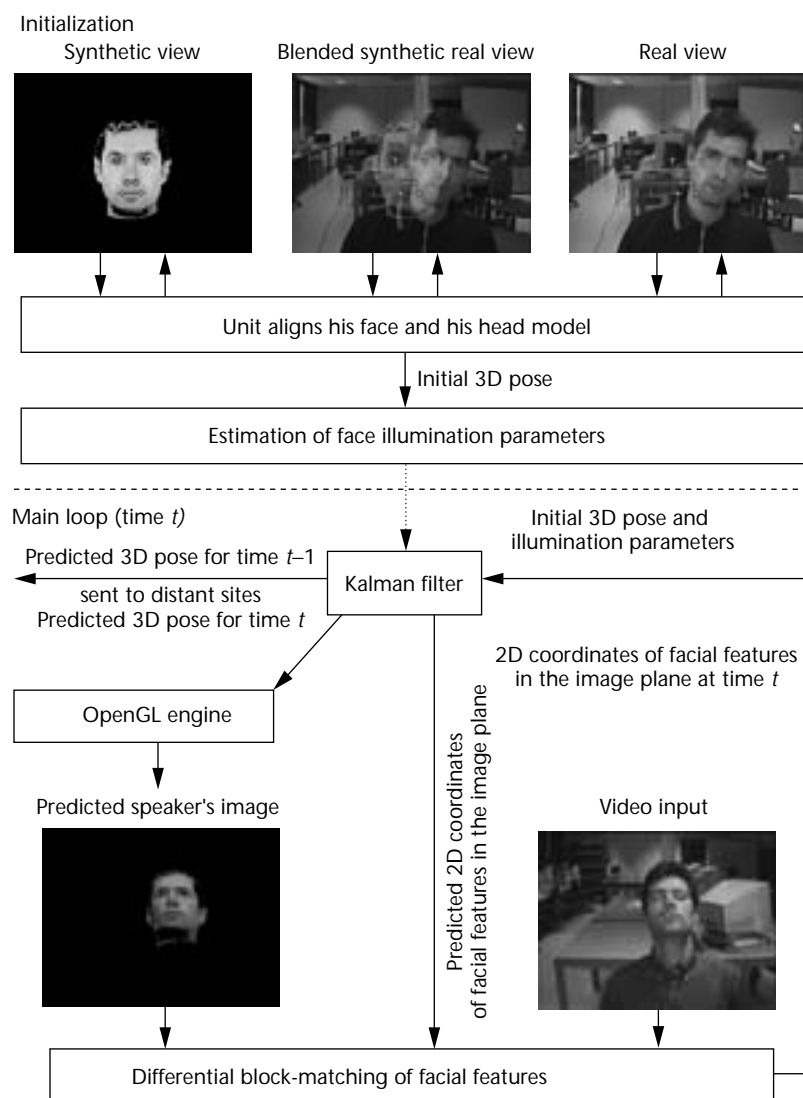 Initialization
Synthetic view
Blended synthetic real view
Real view
Unit aligns his face and his head model
Initial 3D pose
Estimation of face illumination parameters
Main loop (time t)
Initial 3D pose and
illumination parameters
Predicted 3D pose for time t–1
sent to distant sites
Predicted 3D pose for time t
Kalman filter
2D coordinates of facial features
in the image plane at time t
OpenGL engine
Predicted 2D coordinates
of facial features in the image plane
Predicted speaker's image
Video input
Differential block-matching of facial features